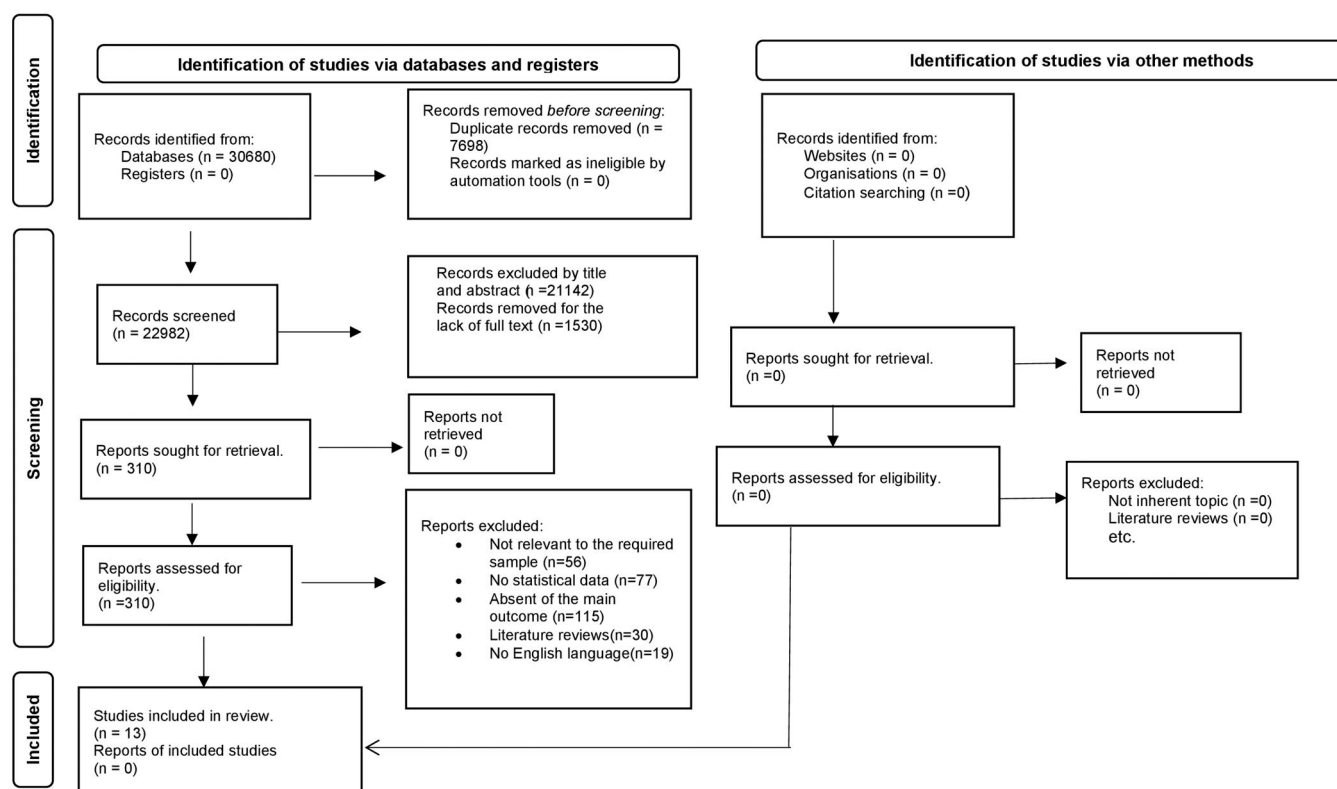 Identification
Identification of studies via databases and registers
Identification of studies via other methods
Records identified from:
Databases (n = 30680)
Registers (n = 0)
Records removed before screening:
Duplicate records removed (n =
7698)
Records marked as ineligible by
automation tools (n = 0)
Records identified from:
Websites (n = 0)
Organisations (n = 0)
Citation searching (n =0)
Screening
Records screened
(n = 22982)
Records excluded by title
and abstract (n =21142)
Records removed for the
lack of full text (n =1530)
Reports sought for retrieval.
(n = 310)
Reports not
retrieved
(n = 0)
Reports sought for retrieval.
(n =0)
Reports not
retrieved
(n = 0)
Reports assessed for
eligibility.
(n =310)
Reports excluded:
• Not relevant to the required
sample (n=56)
• No statistical data (n=77)
• Absent of the main
outcome (n=115)
• Literature reviews(n=30)
• No English language(n=19)
Reports assessed for eligibility.
(n =0)
Reports excluded:
Not inherent topic (n =0)
Literature reviews (n =0)
etc.
Included
Studies included in review.
(n = 13)
Reports of included studies
(n = 0)